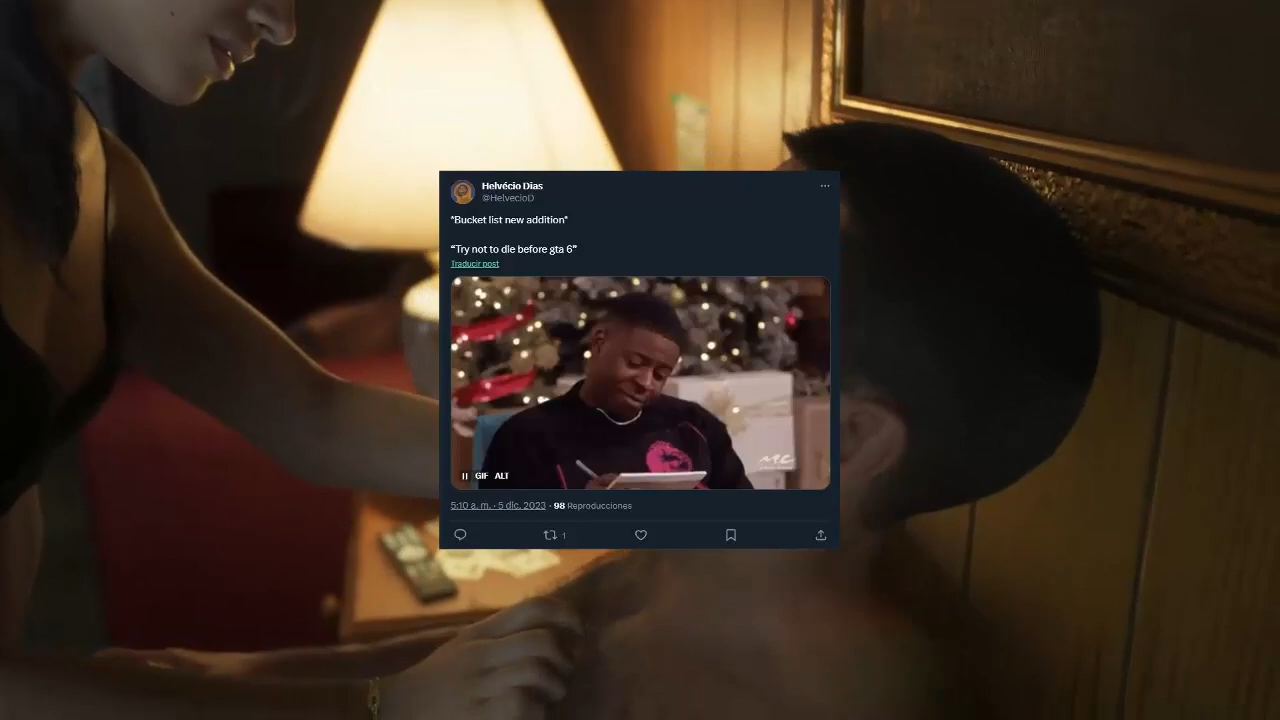 Helvécio Dias
@HelvecioD
*Bucket list new addition*
“Try not to die before gta 6”
Traducir post
GIF ALT
5:10 a. m. · 5 dic. 2023 · 98 Reproducciones
1